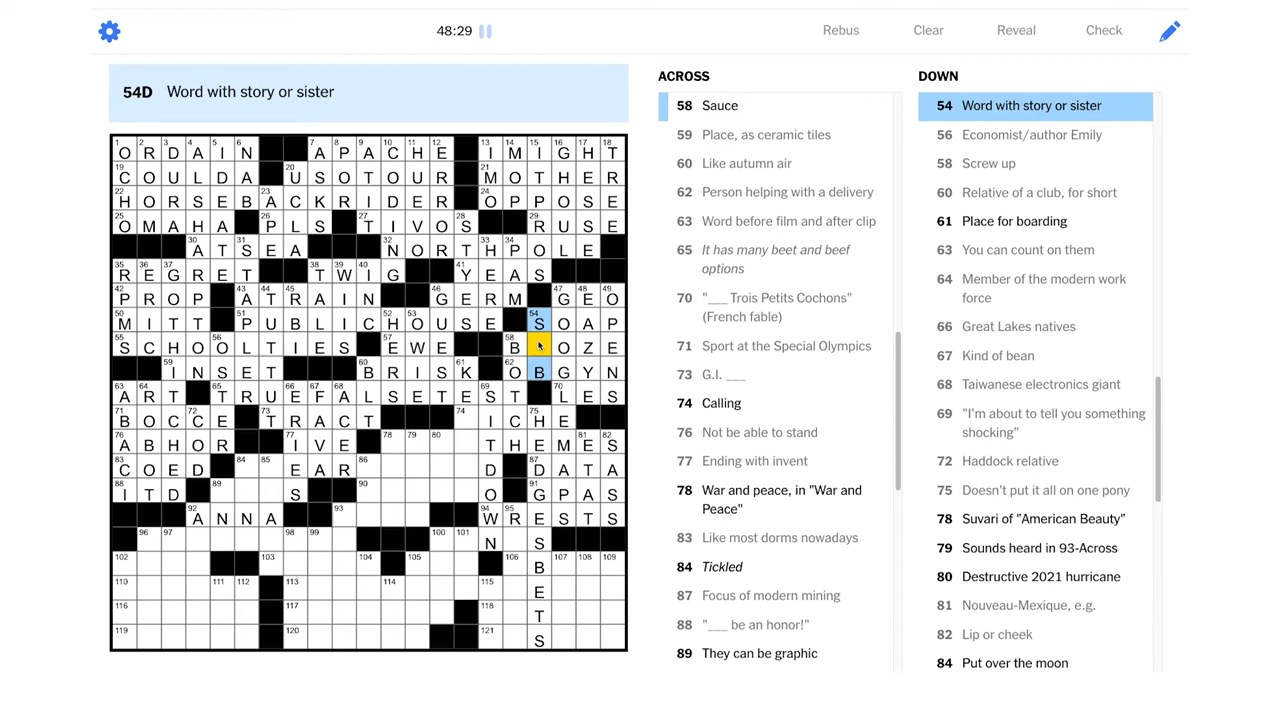 48:29
Rebus Clear Reveal Check
54D Word with story or sister
ACROSS
58 Sauce
59 Place, as ceramic tiles
60 Like autumn air
62 Person helping with a delivery
63 Word before film and after clip
65 It has many beet and beef
options
70 "___ Trois Petits Cochons"
(French fable)
71 Sport at the Special Olympics
73 G.I. ___
74 Calling
76 Not be able to stand
77 Ending with invent
78 War and peace, in "War and
Peace"
83 Like most dorms nowadays
84 Tickled
87 Focus of modern mining
88 "___ be an honor!"
89 They can be graphic
DOWN
54 Word with story or sister
56 Economist/author Emily
58 Screw up
60 Relative of a club, for short
61 Place for boarding
63 You can count on them
64 Member of the modern work
force
66 Great Lakes natives
67 Kind of bean
68 Taiwanese electronics giant
69 "I'm about to tell you something
shocking"
72 Haddock relative
75 Doesn't put it all on one pony
78 Suvari of "American Beauty"
79 Sounds heard in 93-Across
80 Destructive 2021 hurricane
81 Nouveau-Mexique, e.g.
82 Lip or cheek
84 Put over the moon
ORDAIN APACHE IMIGHT
COULDA USOTOUR MOTHER
HORSEBACKRIDER OPPOSE
OMAHA PLS TIVOS RUSE
ATSEA NORTHPOLE
REGRET TWIG YEAS
PROP ATRAIN GERM GEO
MITT PUBLICHOUSE SOAP
SCHOOLTIES EWE B OZE
INSET BRISK OBGYN
ART TRUEFALSETEST LES
BOCCE TRACT ICHE
ABHOR IVE THEMES
COED EAR D DATA
ITD S O GPAS
ANNA WRESTS
N S
B
E
T
S